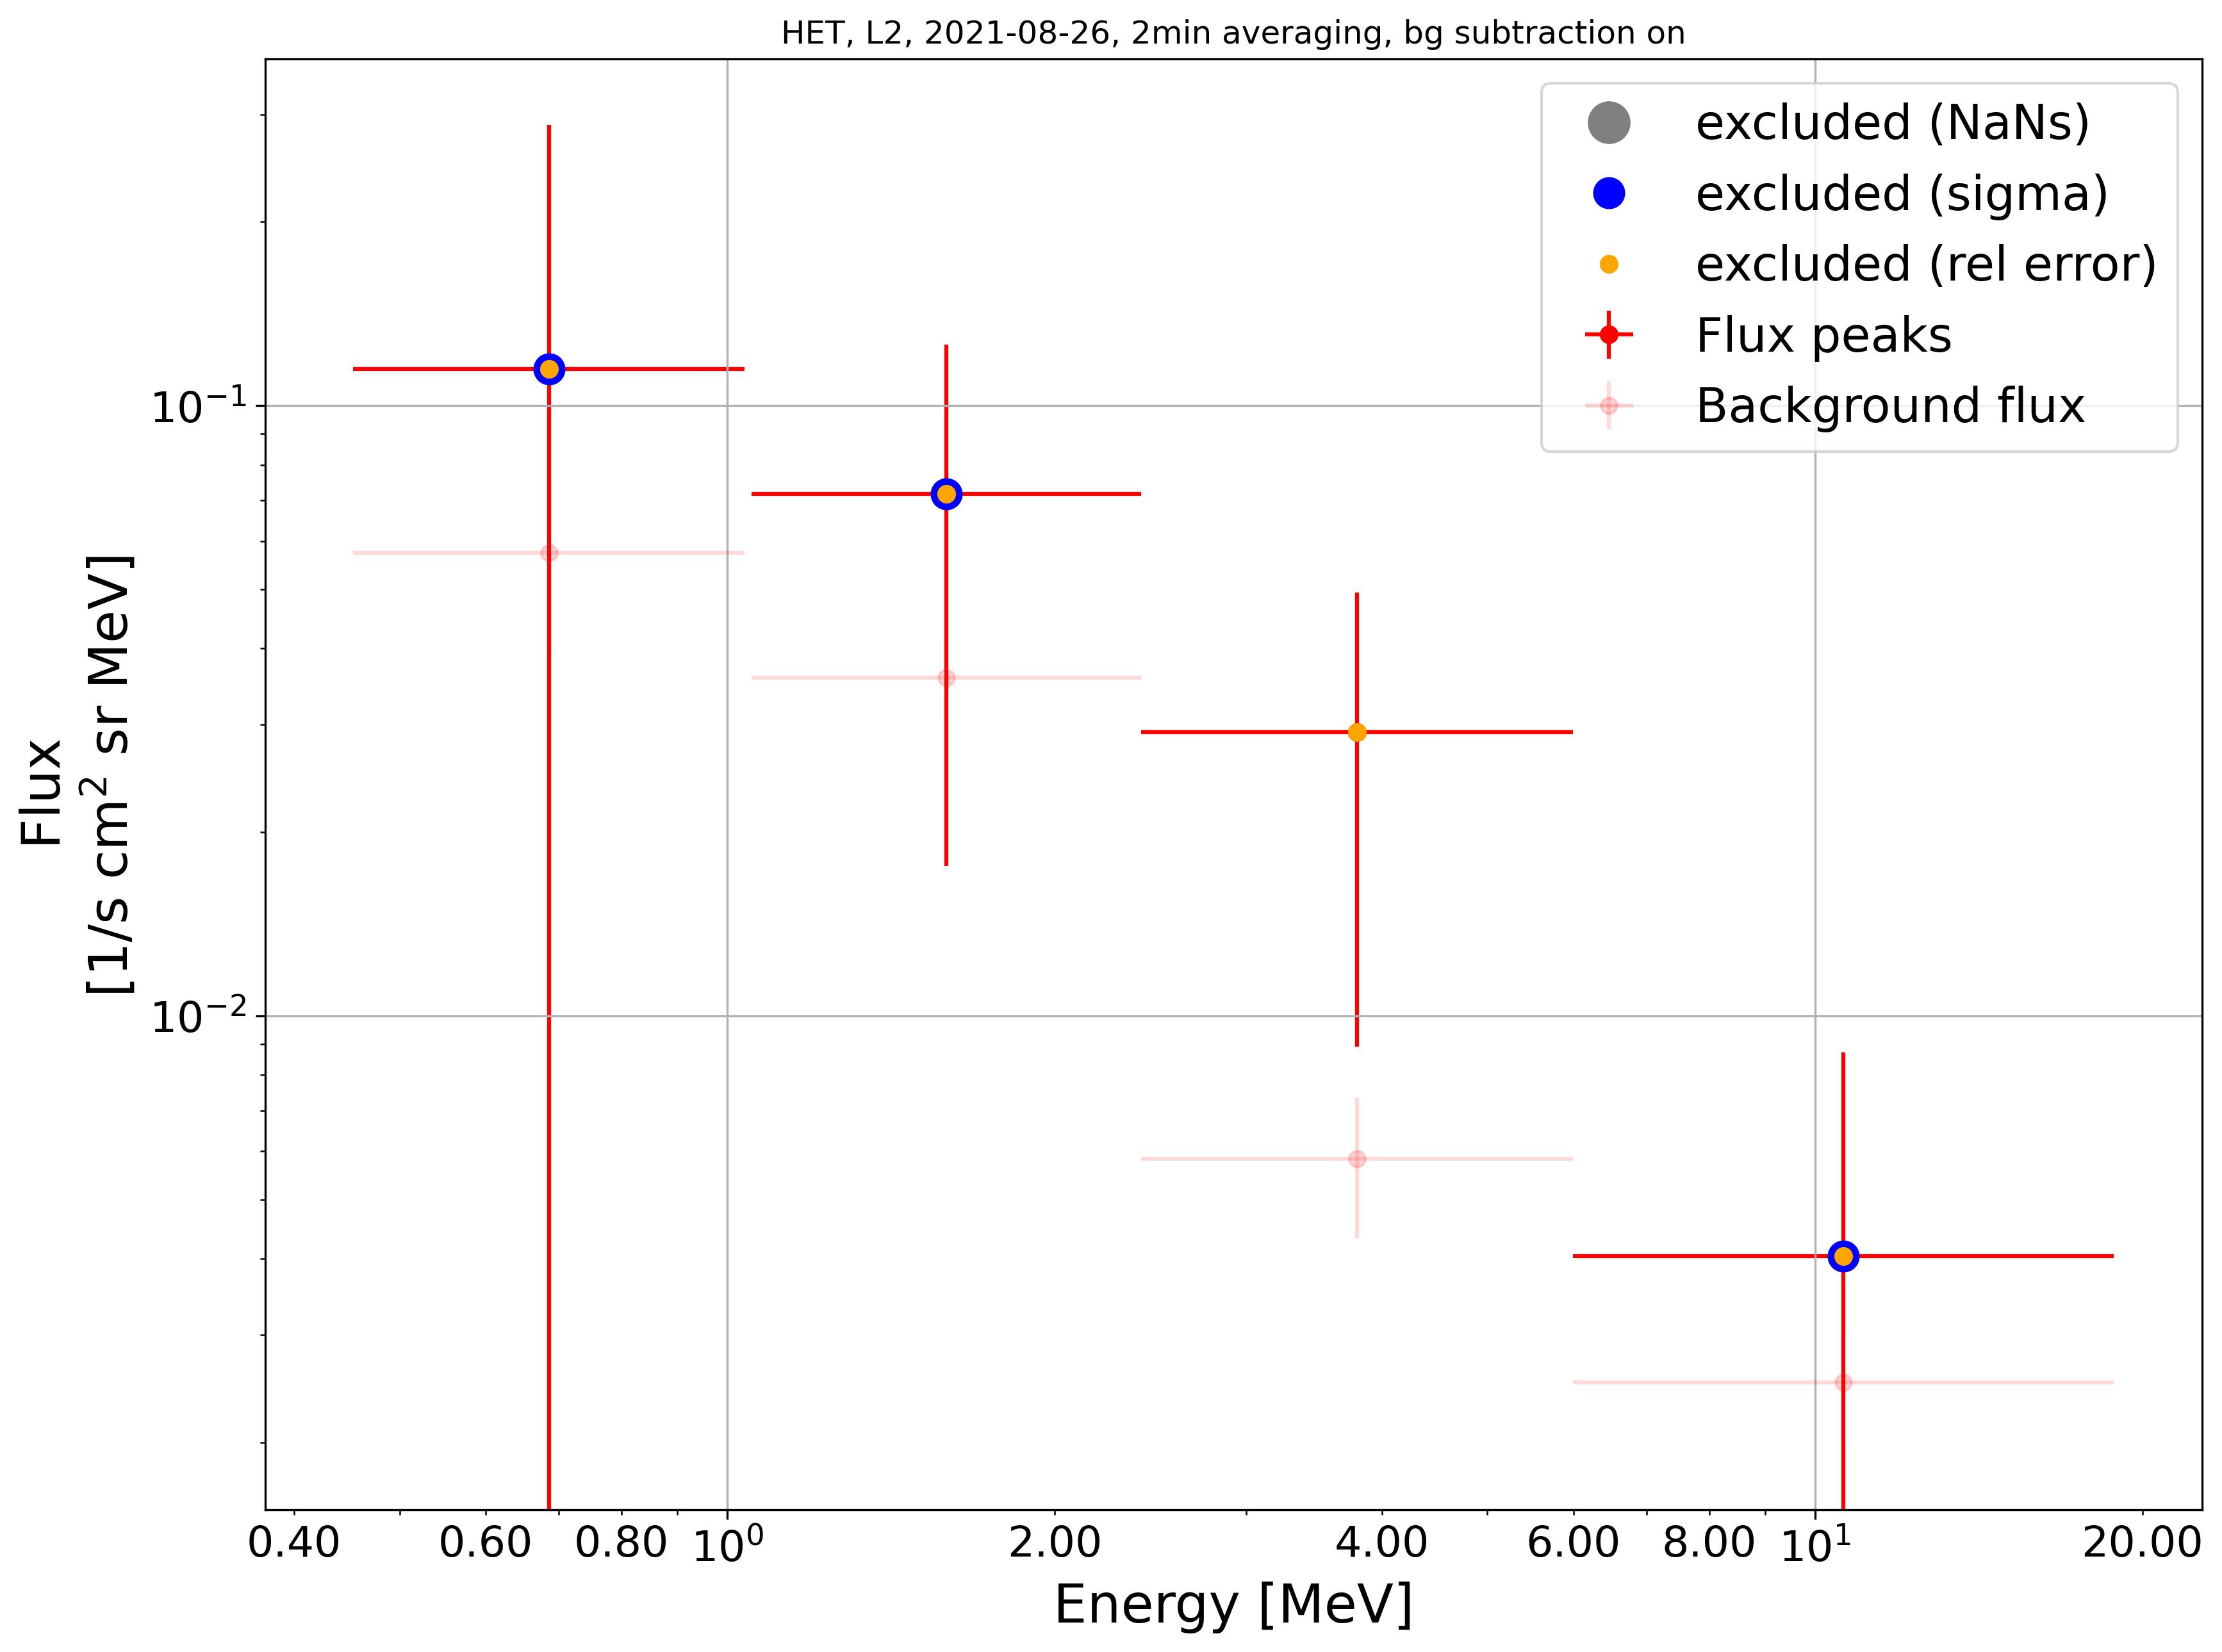 HET, L2, 2021-08-26, 2min averaging, bg subtraction on
excluded (NaNs)
excluded (sigma)
excluded (rel error)
Flux peaks
Background flux
10⁻¹
10⁻²
Flux
[1/s cm² sr MeV]
0.40 0.60 0.80 10⁰ 2.00 4.00 6.00 8.00 10¹ 20.00
Energy [MeV]